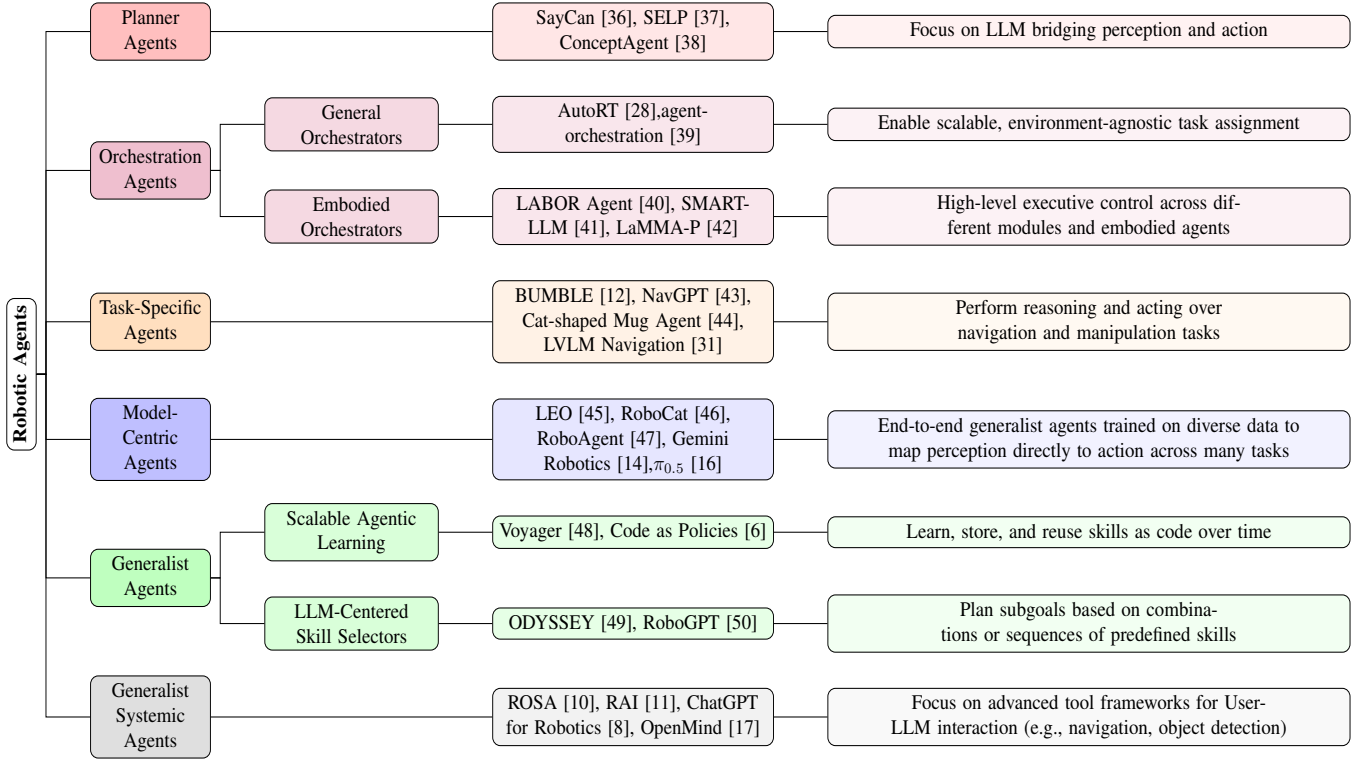 Robotic Agents
Planner
Agents
SayCan [36], SELP [37],
ConceptAgent [38]
Focus on LLM bridging perception and action
Orchestration
Agents
General
Orchestrators
AutoRT [28],agent-
orchestration [39]
Enable scalable, environment-agnostic task assignment
Embodied
Orchestrators
LABOR Agent [40], SMART-
LLM [41], LaMMA-P [42]
High-level executive control across dif-
ferent modules and embodied agents
Task-Specific
Agents
BUMBLE [12], NavGPT [43],
Cat-shaped Mug Agent [44],
LVLM Navigation [31]
Perform reasoning and acting over
navigation and manipulation tasks
Model-
Centric
Agents
LEO [45], RoboCat [46],
RoboAgent [47], Gemini
Robotics [14],π0.5 [16]
End-to-end generalist agents trained on diverse data to
map perception directly to action across many tasks
Generalist
Agents
Scalable Agentic
Learning
Voyager [48], Code as Policies [6]
Learn, store, and reuse skills as code over time
LLM-Centered
Skill Selectors
ODYSSEY [49], RoboGPT [50]
Plan subgoals based on combina-
tions or sequences of predefined skills
Generalist
Systemic
Agents
ROSA [10], RAI [11], ChatGPT
for Robotics [8], OpenMind [17]
Focus on advanced tool frameworks for User-
LLM interaction (e.g., navigation, object detection)